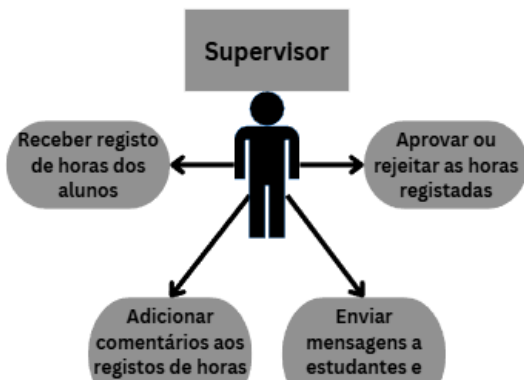 Supervisor
Receber registo
de horas dos
alunos
Aprovar ou
rejeitar as horas
registadas
Adicionar
comentários aos
registos de horas
Enviar
mensagens a
estudantes e